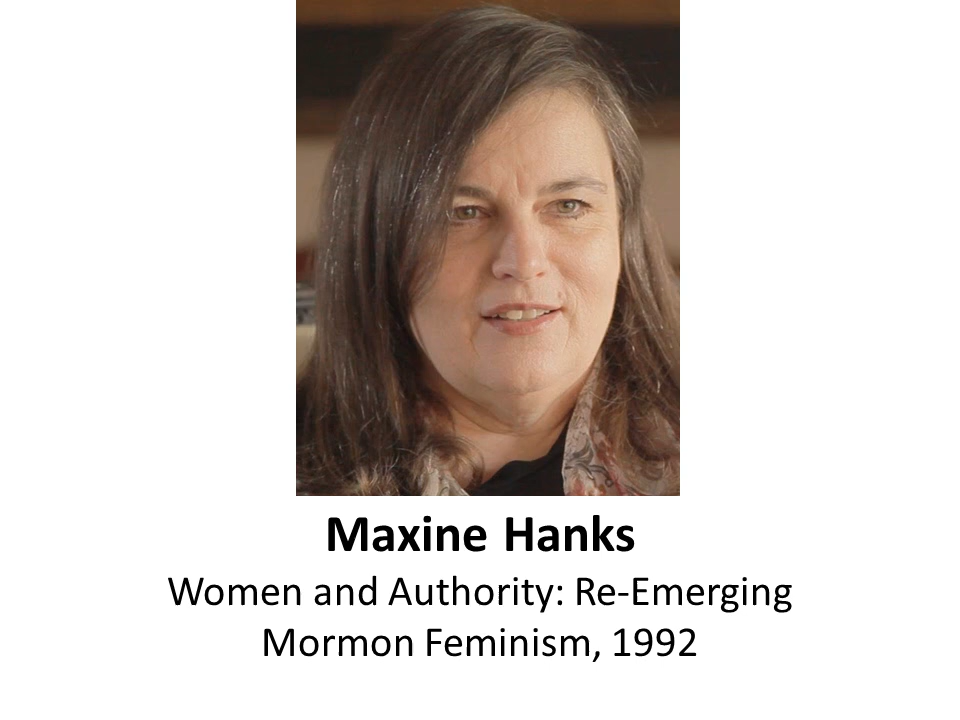 Maxine Hanks
Women and Authority: Re-Emerging
Mormon Feminism, 1992